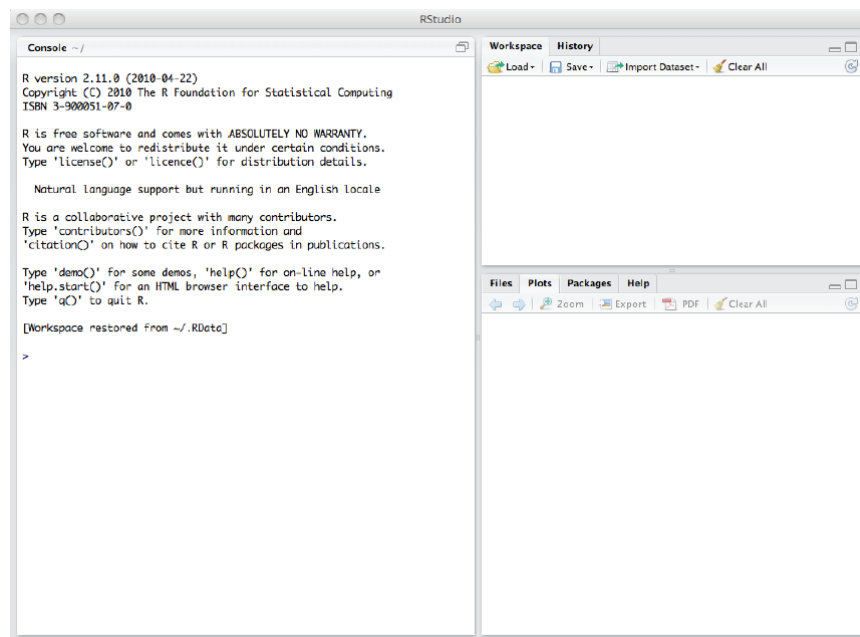 RStudio
Console ~/
R version 2.11.0 (2010-04-22)
Copyright (C) 2010 The R Foundation for Statistical Computing
ISBN 3-900051-07-0
R is free software and comes with ABSOLUTELY NO WARRANTY.
You are welcome to redistribute it under certain conditions.
Type 'license()' or 'licence()' for distribution details.
Natural language support but running in an English locale
R is a collaborative project with many contributors.
Type 'contributors()' for more information and
'citation()' on how to cite R or R packages in publications.
Type 'demo()' for some demos, 'help()' for on-line help, or
'help.start()' for an HTML browser interface to help.
Type 'q()' to quit R.
[Workspace restored from ~/.RData]
>
Workspace History
Load Save Import Dataset Clear All
Files Plots Packages Help
Zoom Export PDF Clear All